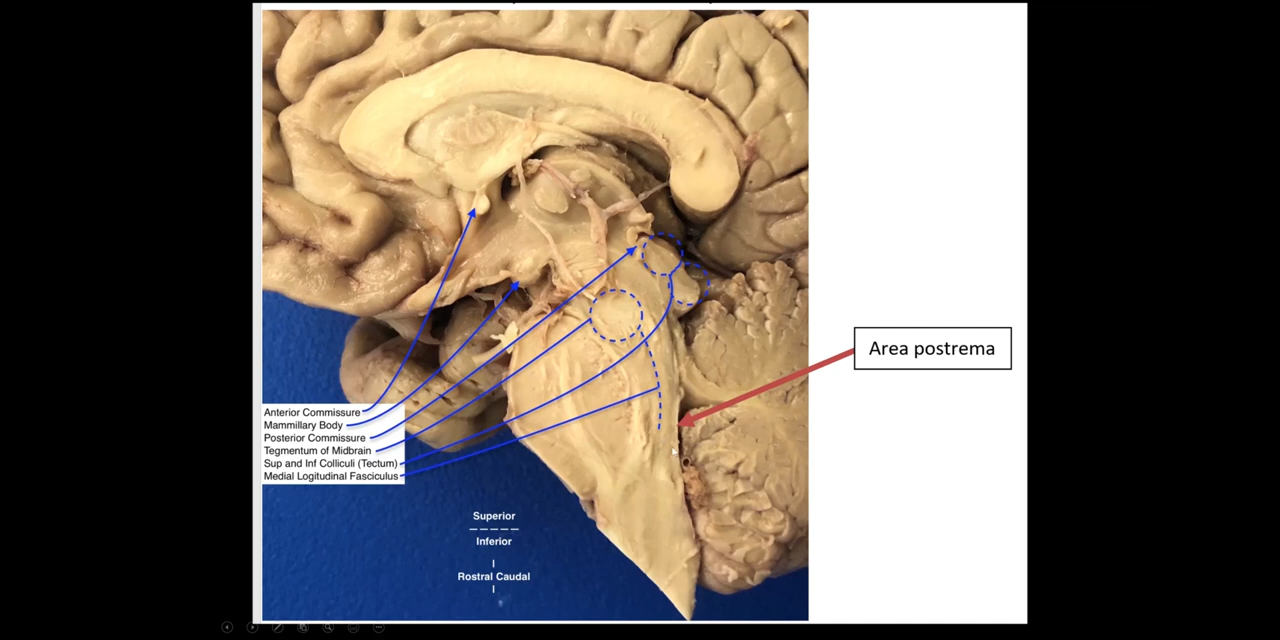 Area postrema
Anterior Commissure
Mammillary Body
Posterior Commissure
Tegmentum of Midbrain
Sup and Inf Colliculi (Tectum)
Medial Logitudinal Fasciculus
Superior
Inferior
Rostral Caudal